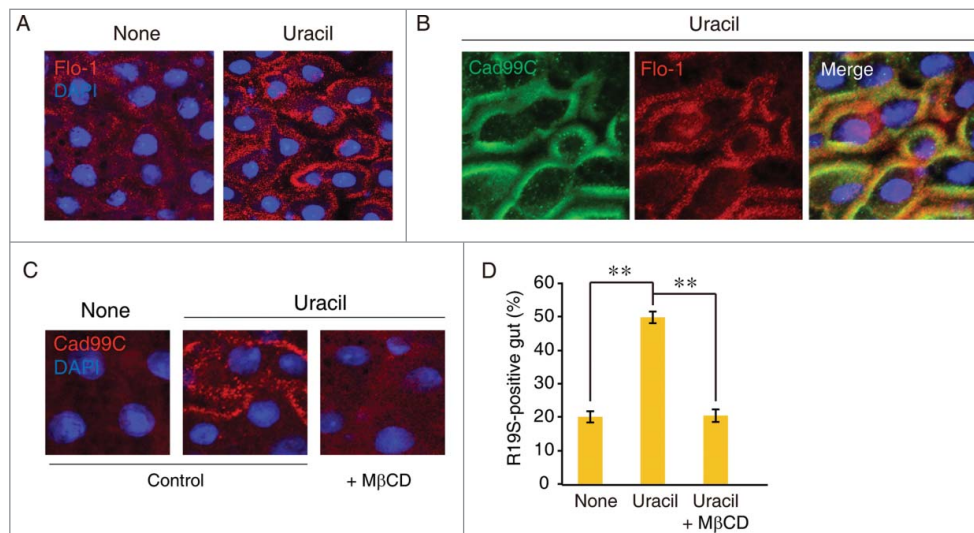 A
None
Uracil
Flo-1
DAPI
B
Uracil
Cad99C
Flo-1
Merge
C
None
Uracil
Cad99C
DAPI
Control
+ MβCD
D
R19S-positive gut (%)
60
50
40
30
20
10
0
**
**
None
Uracil
Uracil
+ MβCD